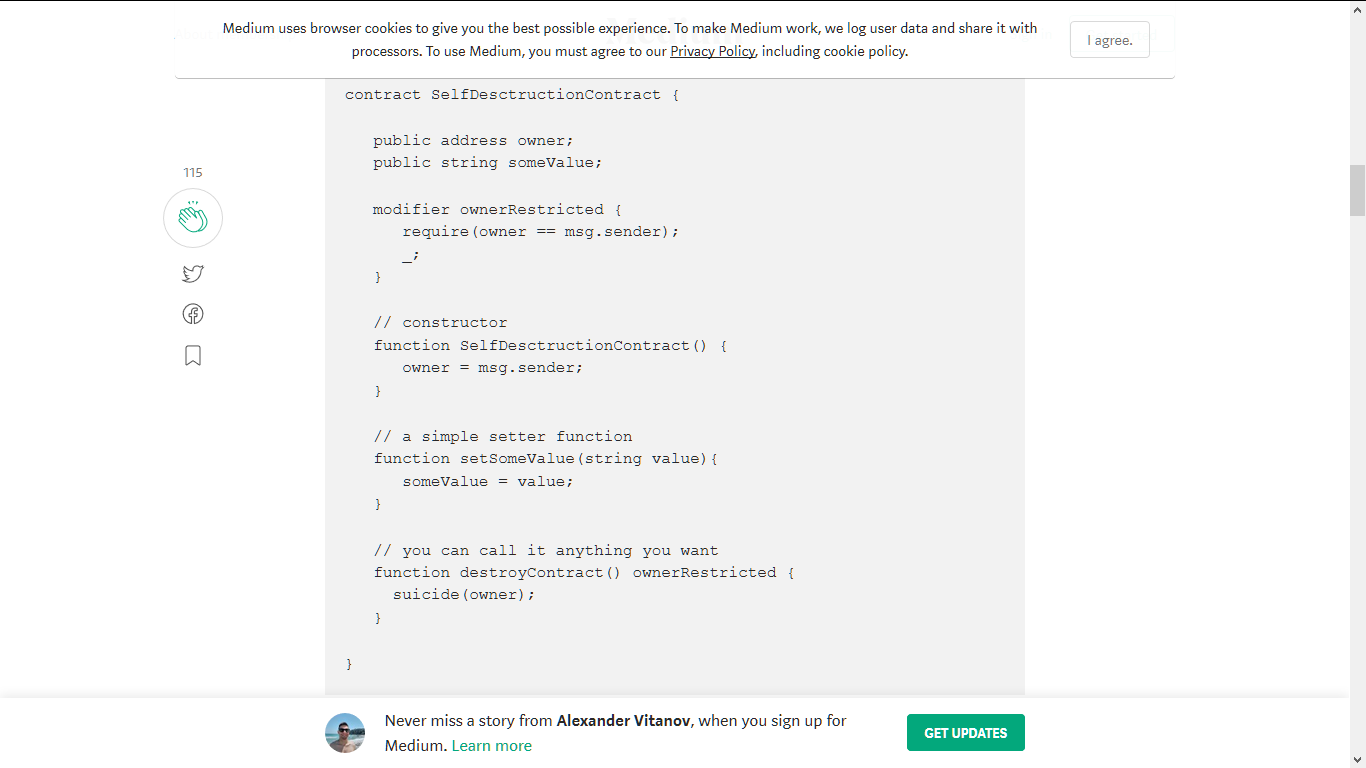 Medium uses browser cookies to give you the best possible experience. To make Medium work, we log user data and share it with
processors. To use Medium, you must agree to our Privacy Policy, including cookie policy.
I agree.
contract SelfDesctructionContract {
public address owner;
public string someValue;
modifier ownerRestricted {
require(owner == msg.sender);
_;
}
// constructor
function SelfDesctructionContract() {
owner = msg.sender;
}
// a simple setter function
function setSomeValue(string value){
someValue = value;
}
// you can call it anything you want
function destroyContract() ownerRestricted {
suicide(owner);
}
}
115
Never miss a story from Alexander Vitanov, when you sign up for
Medium. Learn more
GET UPDATES